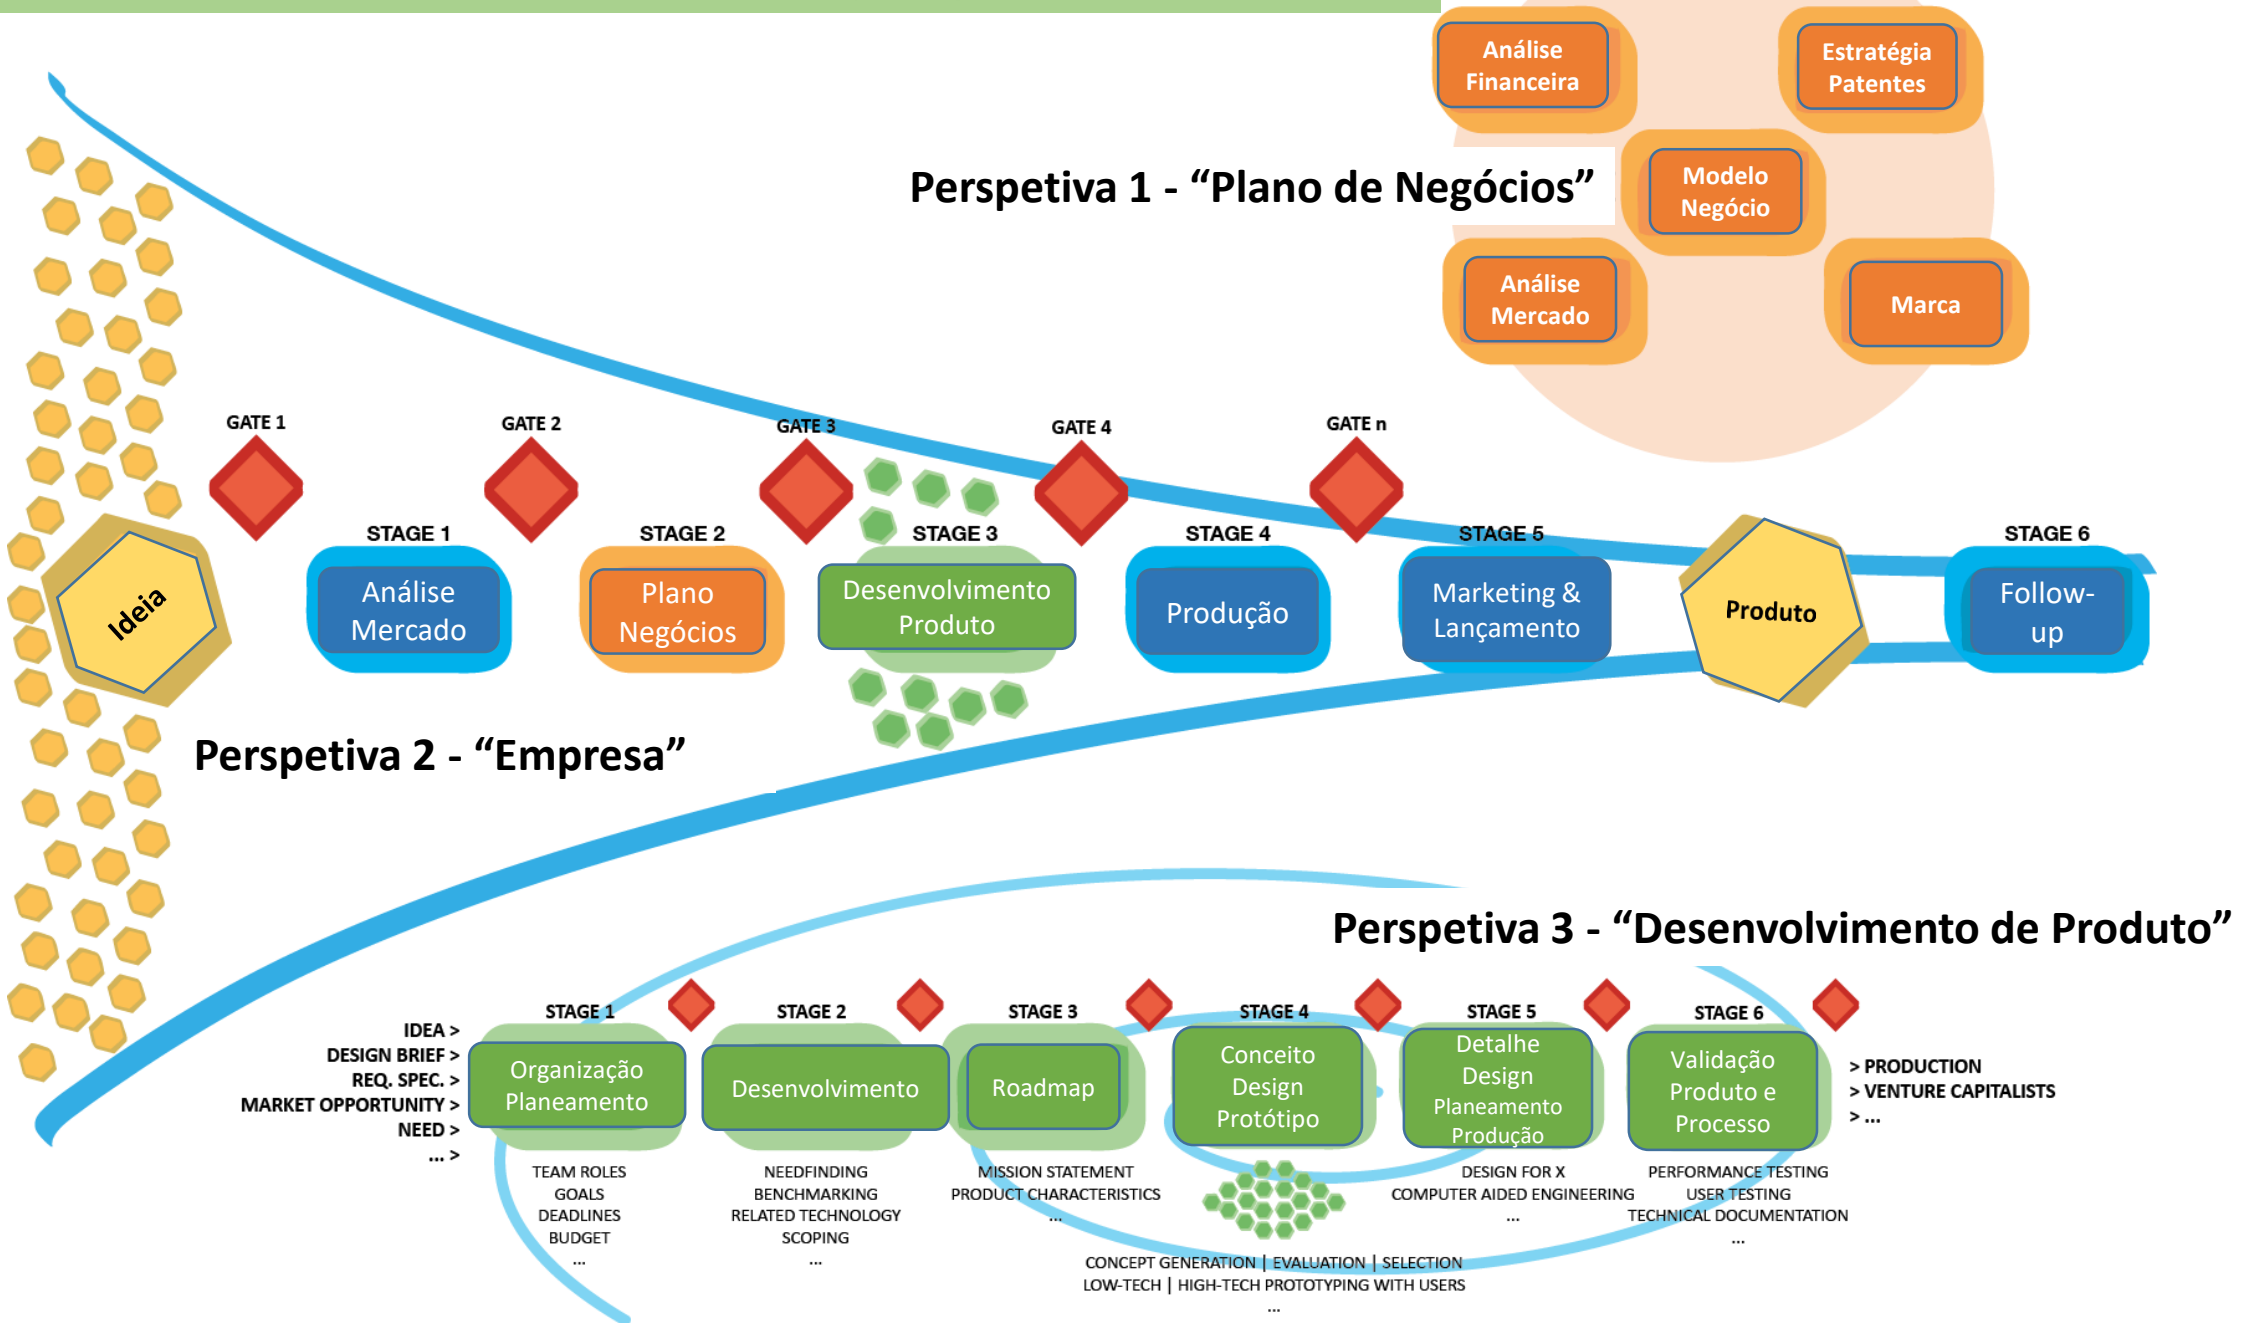 Análise
Financeira
Estratégia
Patentes
Perspetiva 1 - “Plano de Negócios”
Modelo
Negócio
Análise
Mercado
Marca
GATE 1
GATE 2
GATE 3
GATE 4
GATE n
Ideia
STAGE 1
Análise
Mercado
STAGE 2
Plano
Negócios
STAGE 3
Desenvolvimento
Produto
STAGE 4
Produção
STAGE 5
Marketing &
Lançamento
Produto
STAGE 6
Follow-
up
Perspetiva 2 - “Empresa”
Perspetiva 3 - “Desenvolvimento de Produto”
IDEA >
DESIGN BRIEF >
REQ. SPEC. >
MARKET OPPORTUNITY >
NEED >
... >
STAGE 1
Organização
Planeamento
TEAM ROLES
GOALS
DEADLINES
BUDGET
...
STAGE 2
Desenvolvimento
NEEDFINDING
BENCHMARKING
RELATED TECHNOLOGY
SCOPING
...
STAGE 3
Roadmap
MISSION STATEMENT
PRODUCT CHARACTERISTICS
...
STAGE 4
Conceito
Design
Protótipo
CONCEPT GENERATION | EVALUATION | SELECTION
LOW-TECH | HIGH-TECH PROTOTYPING WITH USERS
...
STAGE 5
Detalhe
Design
Planeamento
Produção
DESIGN FOR X
COMPUTER AIDED ENGINEERING
...
STAGE 6
Validação
Produto e
Processo
PERFORMANCE TESTING
USER TESTING
TECHNICAL DOCUMENTATION
...
> PRODUCTION
> VENTURE CAPITALISTS
> ...